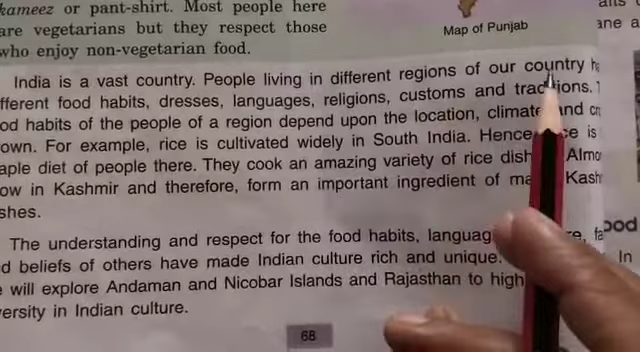 kameez or pant-shirt. Most people here
are vegetarians but they respect those
who enjoy non-vegetarian food.
Map of Punjab
ane a
India is a vast country. People living in different regions of our country
fferent food habits, dresses, languages, religions, customs and
od habits of the people of a region depend upon the location, climate and
own. For example, rice is cultivated widely in South India. Hence is
aple diet of people there. They cook an amazing variety of rice dish Almo
ow in Kashmir and therefore, form an important ingredient of ma Kash
shes.
The understanding and respect for the food habits, languag re, fa
d beliefs of others have made Indian culture rich and unique. In
e will explore Andaman and Nicobar Islands and Rajasthan to high
versity in Indian culture.
ood
68